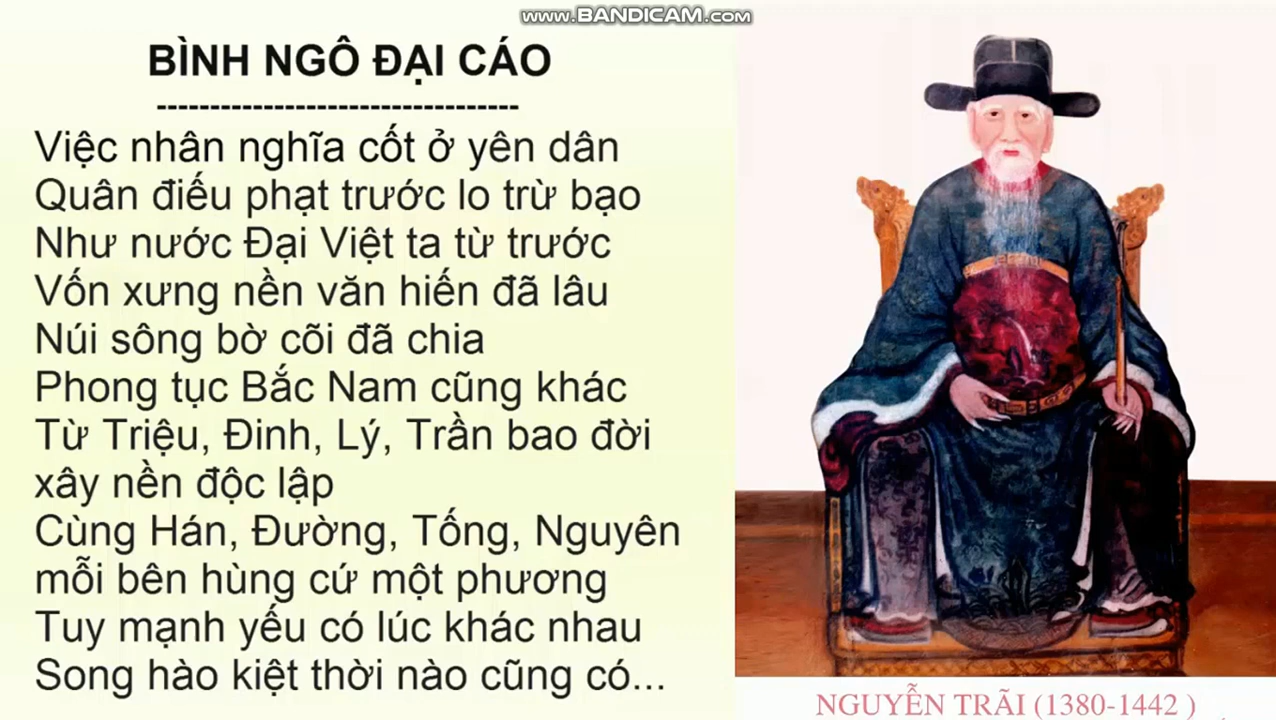 www.BANDICAM.com
BÌNH NGÔ ĐẠI CÁO
---------------------------------
Việc nhân nghĩa cốt ở yên dân
Quân điếu phạt trước lo trừ bạo
Như nước Đại Việt ta từ trước
Vốn xưng nền văn hiến đã lâu
Núi sông bờ cõi đã chia
Phong tục Bắc Nam cũng khác
Từ Triệu, Đinh, Lý, Trần bao đời
xây nền độc lập
Cùng Hán, Đường, Tống, Nguyên
mỗi bên hùng cứ một phương
Tuy mạnh yếu có lúc khác nhau
Song hào kiệt thời nào cũng có...
NGUYỄN TRÃI (1380-1442 )